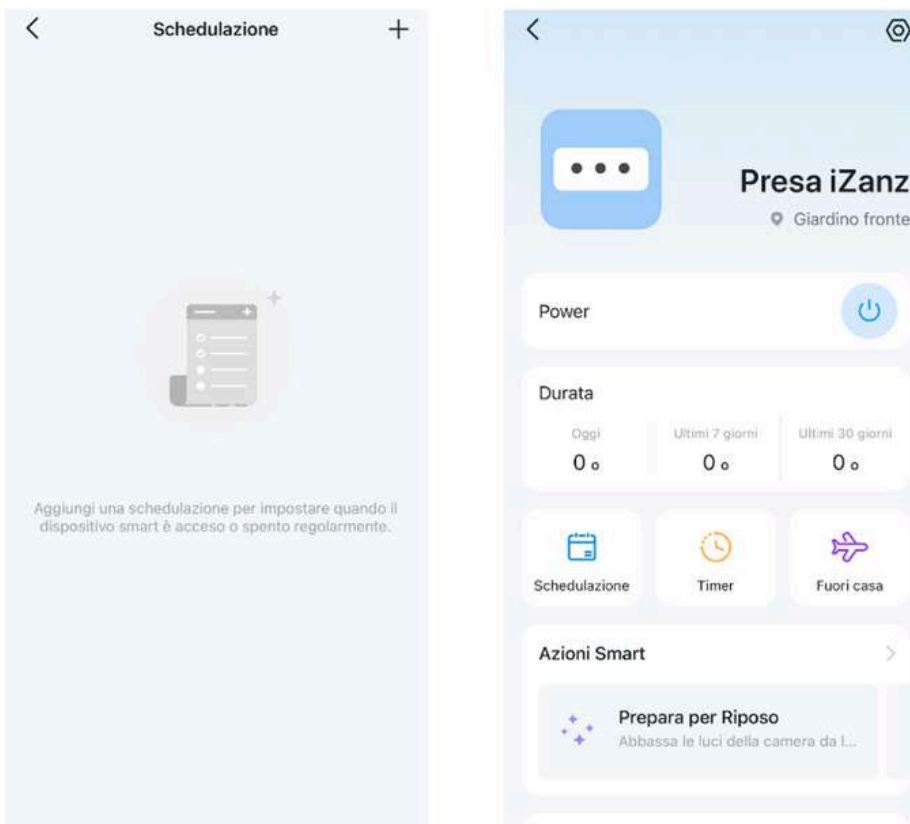 Schedulazione
Aggiungi una schedulazione per impostare quando il
dispositivo smart è acceso o spento regolarmente.
Presa iZanz
Giardino fronte
Power
Durata
Oggi Ultimi 7 giorni Ultimi 30 giorni
0 o 0 o 0 o
Schedulazione Timer Fuori casa
Azioni Smart
Prepara per Riposo
Abbassa le luci della camera da l...